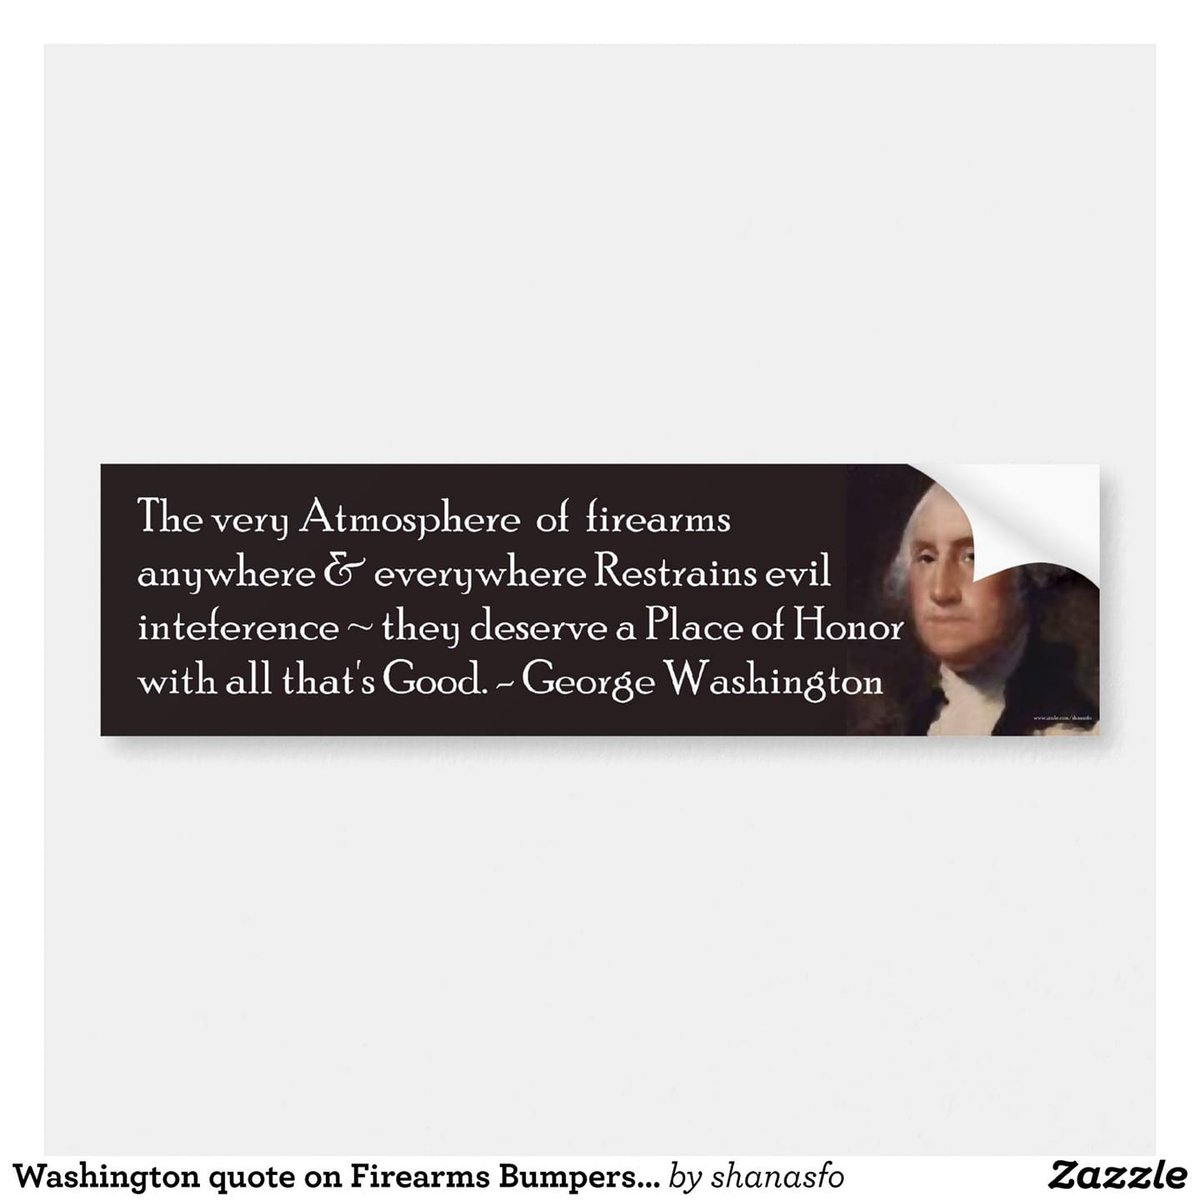 The very Atmosphere of firearms
anywhere & everywhere Restrains evil
inteference ~ they deserve a Place of Honor
with all that's Good. ~ George Washington
www.zazzle.com/shanasfo
Washington quote on Firearms Bumpers... by shanasfo
Zazzle